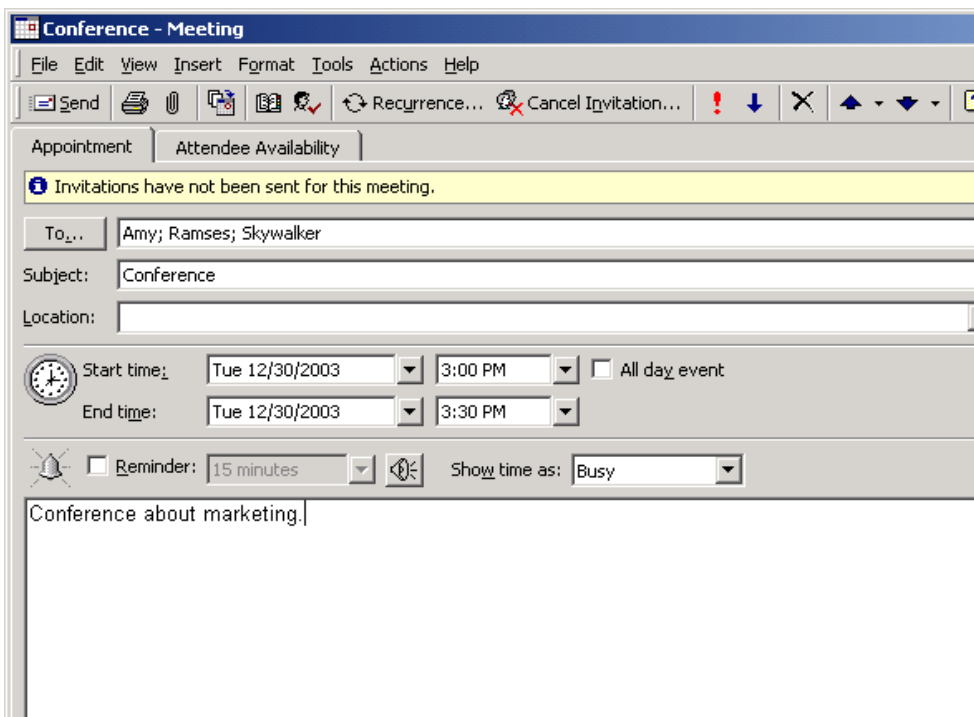 Conference - Meeting
File Edit View Insert Format Tools Actions Help
Send Recurrence... Cancel Invitation...
Appointment Attendee Availability
Invitations have not been sent for this meeting.
To... Amy; Ramses; Skywalker
Subject: Conference
Location:
Start time: Tue 12/30/2003 3:00 PM All day event
End time: Tue 12/30/2003 3:30 PM
Reminder: 15 minutes Show time as: Busy
Conference about marketing.